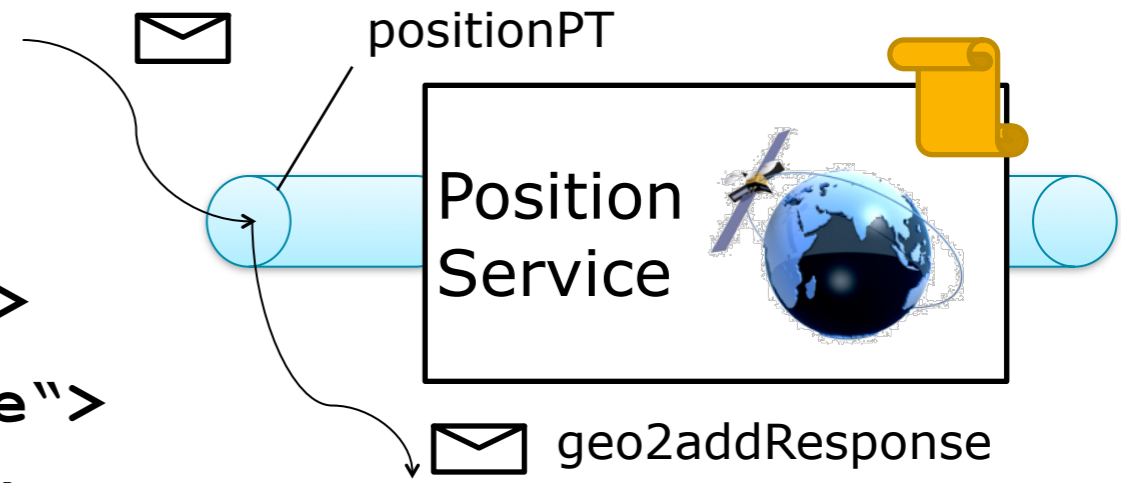 positionPT
Position
Service
>
e“>
geo2addResponse